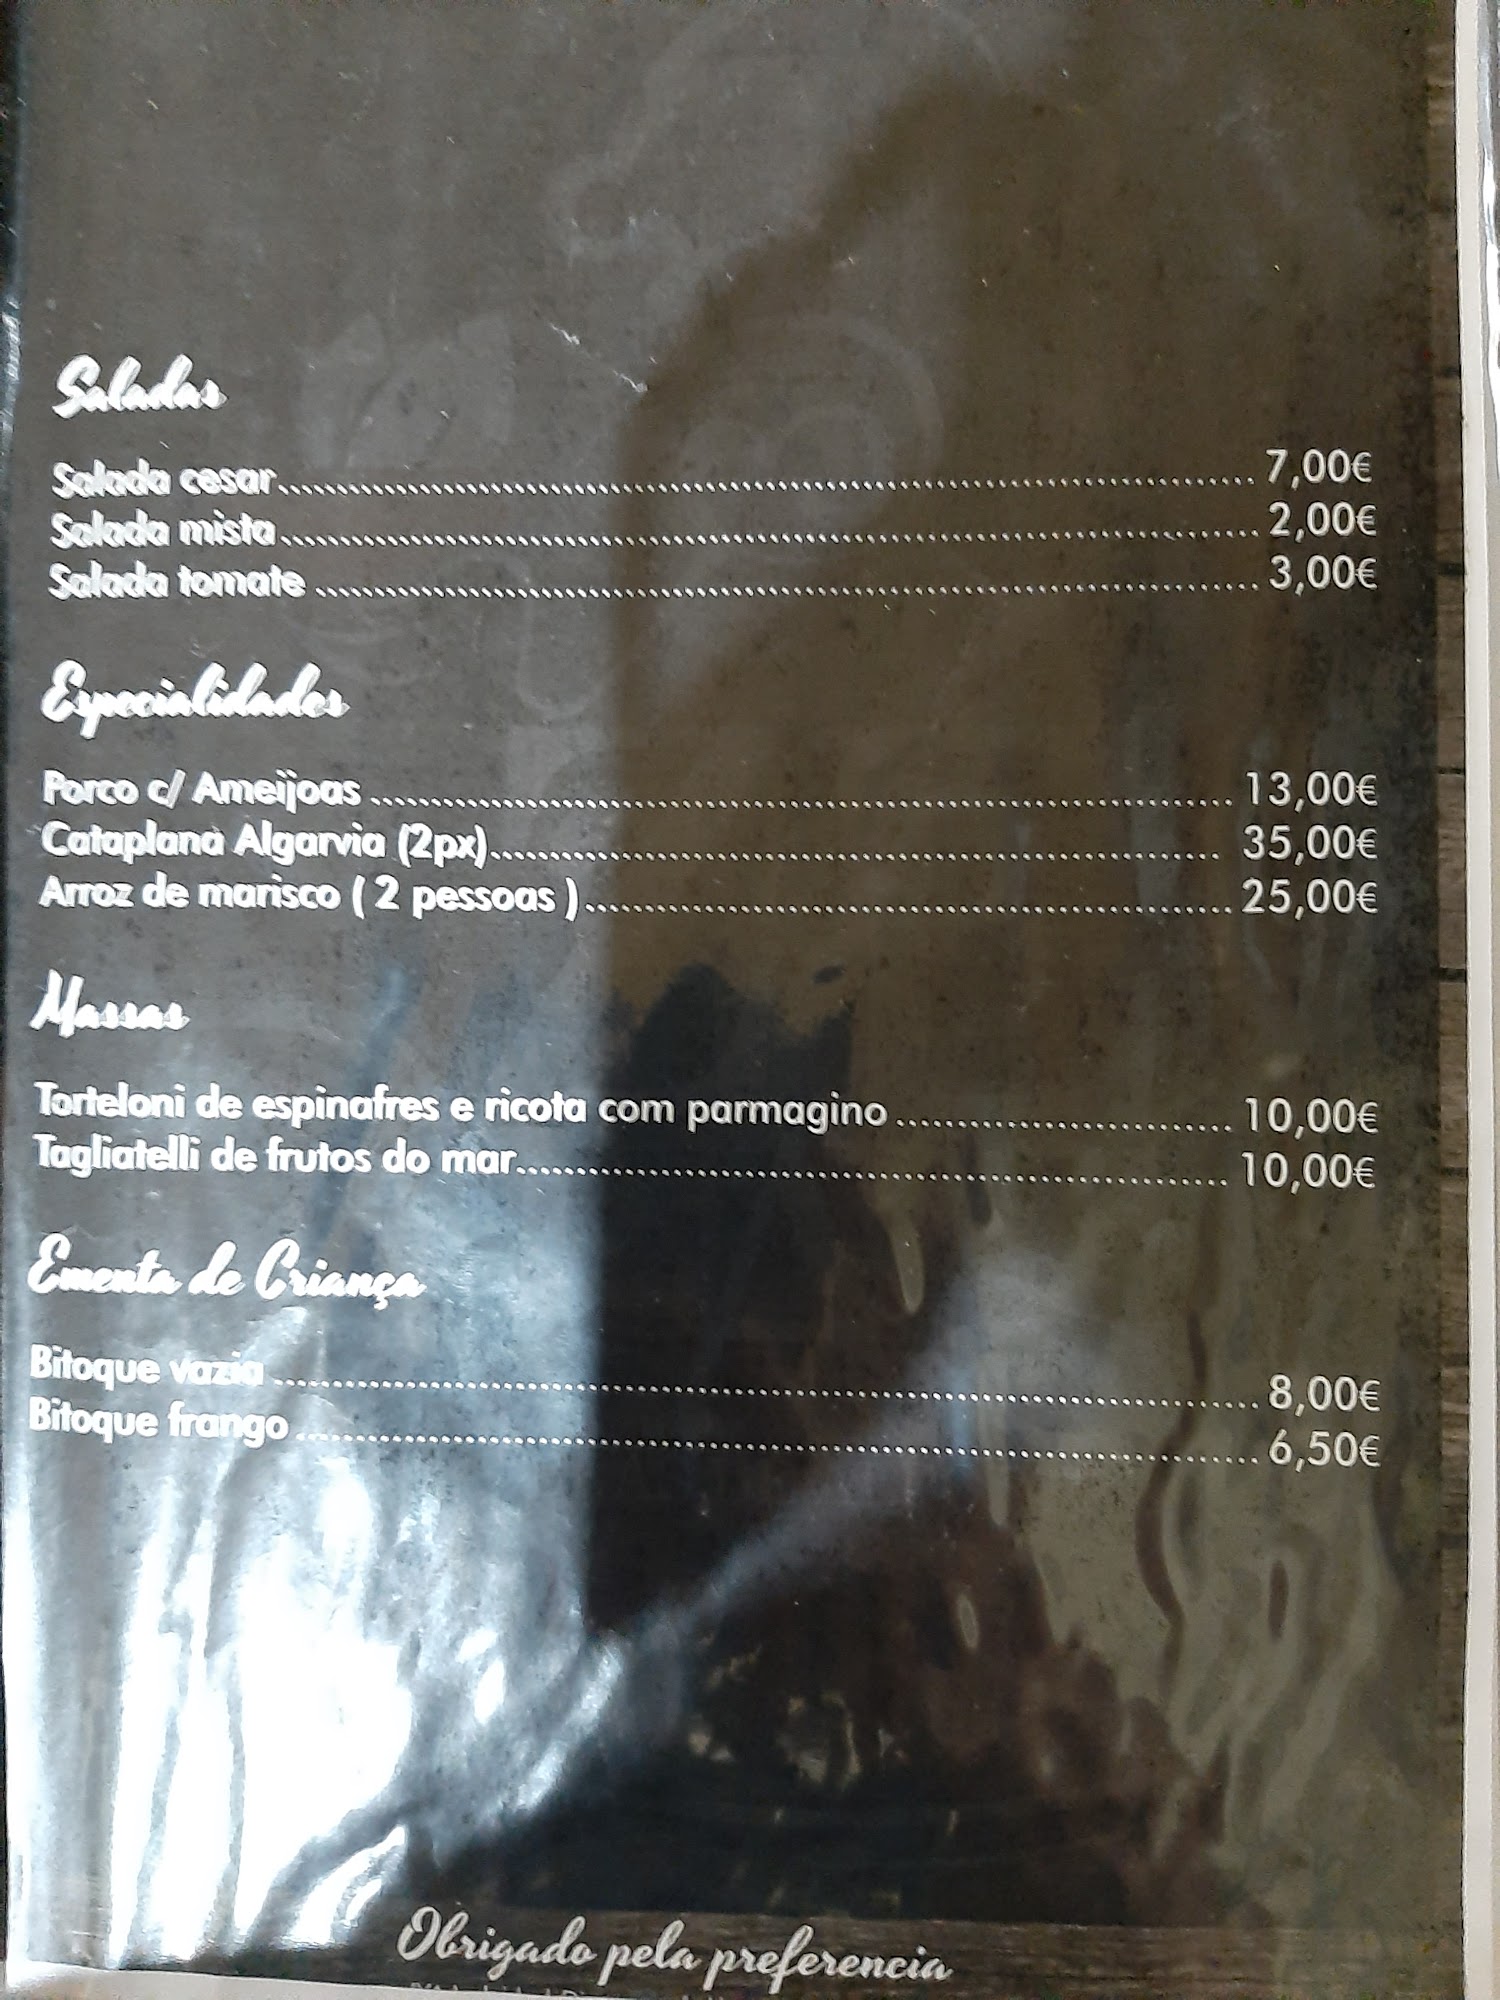 Saladas
Salada cesar 7,00€
Salada mista 2,00€
Salada tomate 3,00€
Especialidades
Porco c/ Ameijoas 13,00€
Cataplana Algarvia (2px) 35,00€
Arroz de marisco ( 2 pessoas ) 25,00€
Massas
Torteloni de espinafres e ricota com parmagino 10,00€
Tagliatelli de frutos do mar 10,00€
Ementa de Criança
Bitoque vazia 8,00€
Bitoque frango 6,50€
Obrigado pela preferencia